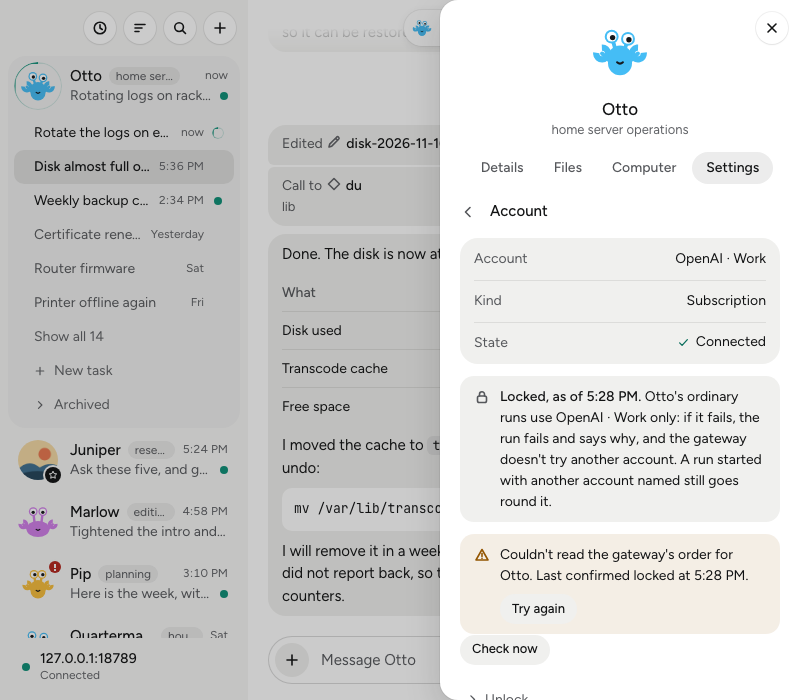 Otto
home ser...
now
Rotating logs on rack...
Rotate the logs on e...
now
Disk almost full o...
5:36 PM
Weekly backup c...
2:34 PM
Certificate rene...
Yesterday
Router firmware
Sat
Printer offline again
Fri
Show all 14
New task
Archived
Juniper
rese...
5:24 PM
Ask these five, and g...
Marlow
editi...
4:58 PM
Tightened the intro and...
Pip
planning
3:10 PM
Here is the week, wit...
Quarterma
hou...
Sat
127.0.0.1:18789
Connected
so it can be restor
Edited
disk-2026-11-1
Call to
du
lib
Done. The disk is now at
What
Disk used
Transcode cache
Free space
I moved the cache to
undo:
mv /var/lib/transco
I will remove it in a week
did not report back, so t
counters.
Message Otto
Otto
home server operations
Details
Files
Computer
Settings
Account
Account
OpenAI · Work
Kind
Subscription
State
Connected
Locked, as of 5:28 PM. Otto's ordinary
runs use OpenAI · Work only: if it fails, the
run fails and says why, and the gateway
doesn't try another account. A run started
with another account named still goes
round it.
Couldn't read the gateway's order for
Otto. Last confirmed locked at 5:28 PM.
Try again
Check now
Unlock